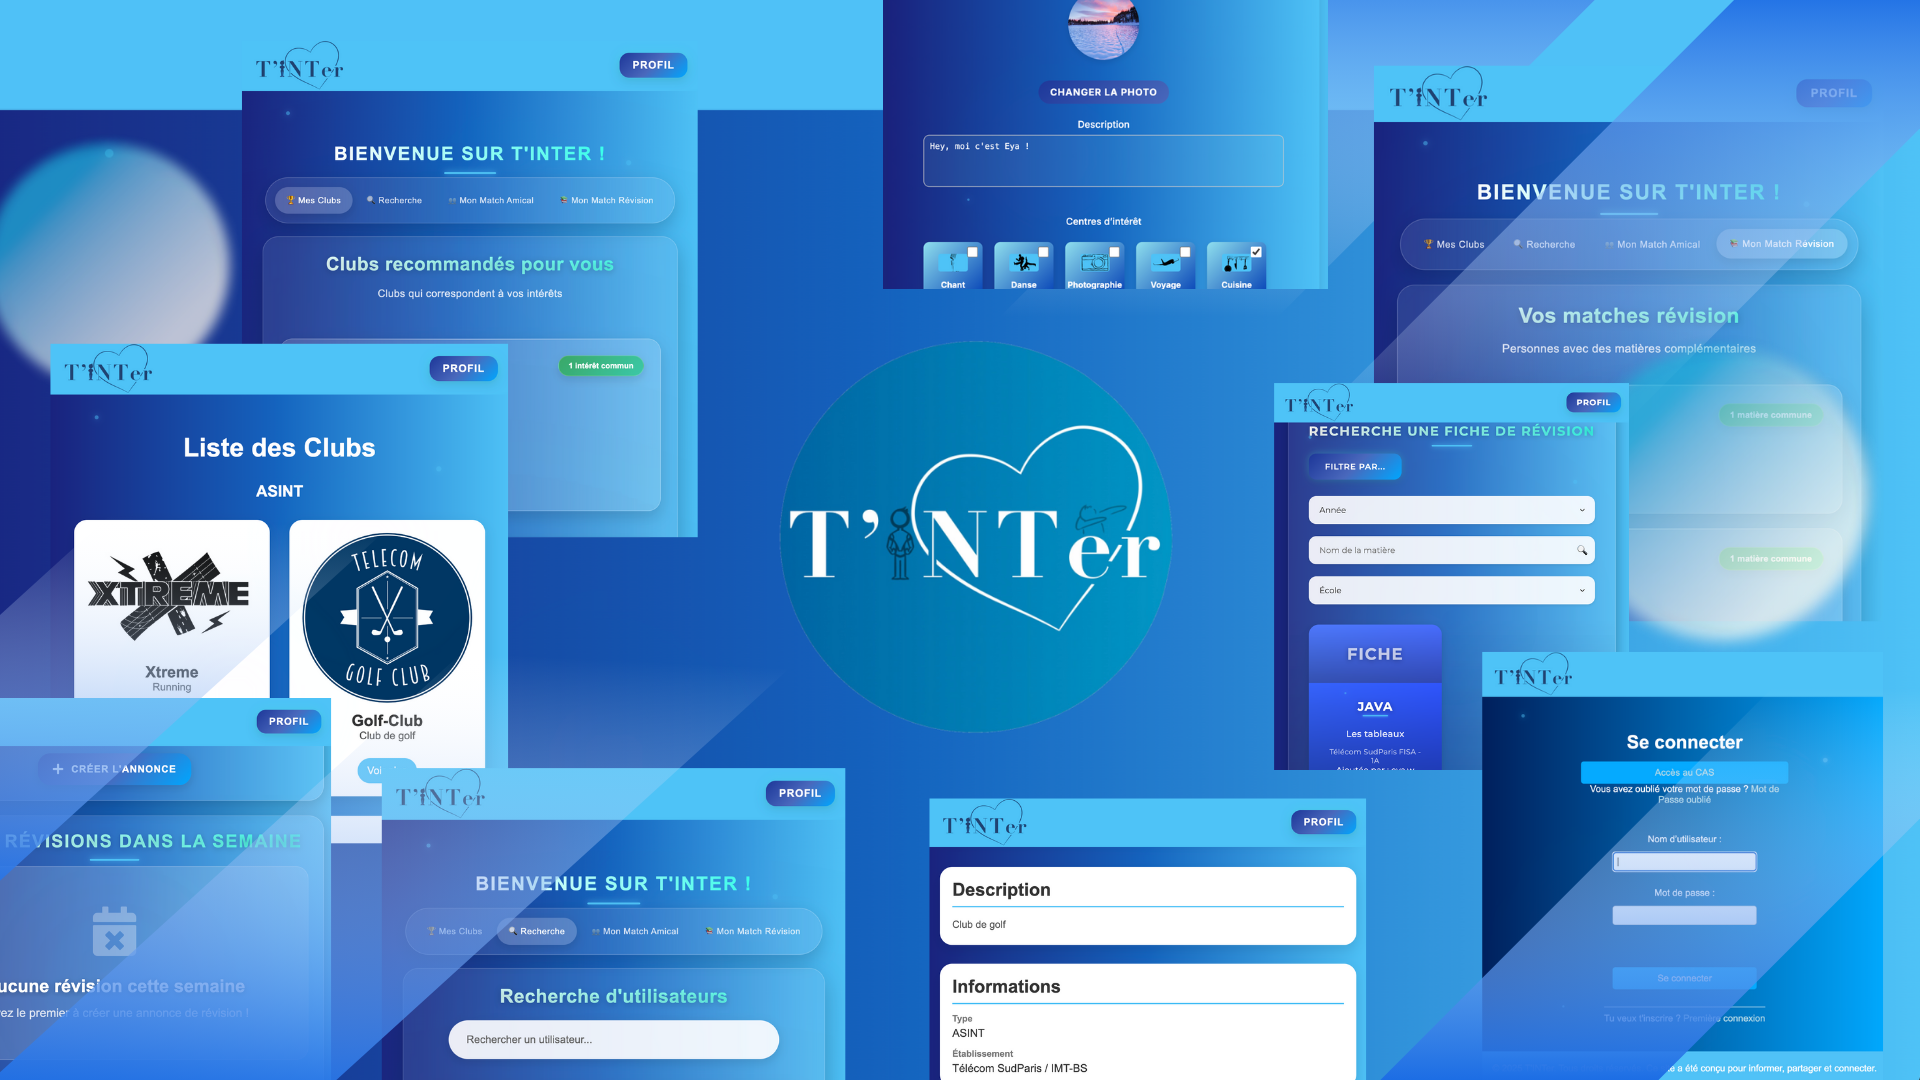 T'iNTer
PROFIL
BIENVENUE SUR T'INTER !
Mes Clubs
Recherche
Mon Match Amical
Mon Match Révision
Clubs recommandés pour vous
Clubs qui correspondent à vos intérêts
1 intérêt commun
CHANGER LA PHOTO
Description
Hey, moi c'est Eya !
Centres d'intérêt
Chant
Danse
Photographie
Voyage
Cuisine
T'iNTer
PROFIL
BIENVENUE SUR T'INTER !
Mes Clubs
Recherche
Mon Match Amical
Mon Match Révision
Vos matches révision
Personnes avec des matières complémentaires
1 matière commune
1 matière commune
T'iNTer
PROFIL
Liste des Clubs
ASINT
XTREME
Xtreme
Running
TELECOM
GOLF CLUB
Golf-Club
Club de golf
T'iNTer
T'iNTer
PROFIL
RECHERCHE UNE FICHE DE RÉVISION
FILTRE PAR...
Année
Nom de la matière
École
FICHE
JAVA
Les tableaux
Télécom SudParis FISA -
1A
PROFIL
+ CRÉER L'ANNONCE
RÉVISIONS DANS LA SEMAINE
ucune révision cette semaine
ez le premier à créer une annonce de révision !
T'iNTer
PROFIL
BIENVENUE SUR T'INTER !
Mes Clubs
Recherche
Mon Match Amical
Mon Match Révision
Recherche d'utilisateurs
Rechercher un utilisateur...
T'iNTer
PROFIL
Description
Club de golf
Informations
Type
ASINT
Établissement
Télécom SudParis / IMT-BS
T'iNTer
Se connecter
Accès au CAS
Vous avez oublié votre mot de passe ? Mot de
Passe oublié
Nom d'utilisateur :
Mot de passe :
Se connecter
Tu veux t'inscrire ? Première connexion
e a été conçu pour informer, partager et connecter.